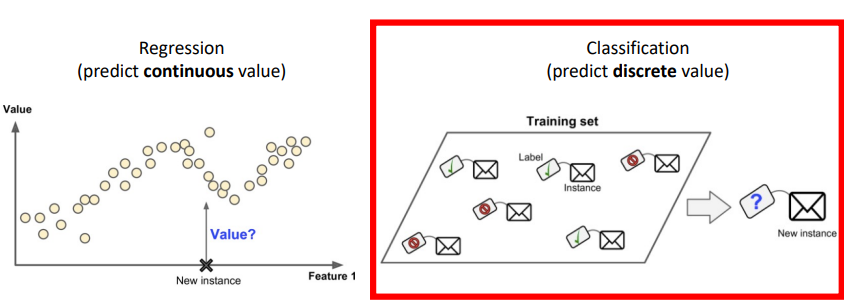 Regression
(predict continuous value)
Value
Value?
New instance
Feature 1
Classification
(predict discrete value)
Training set
Label
Instance
?
New instance